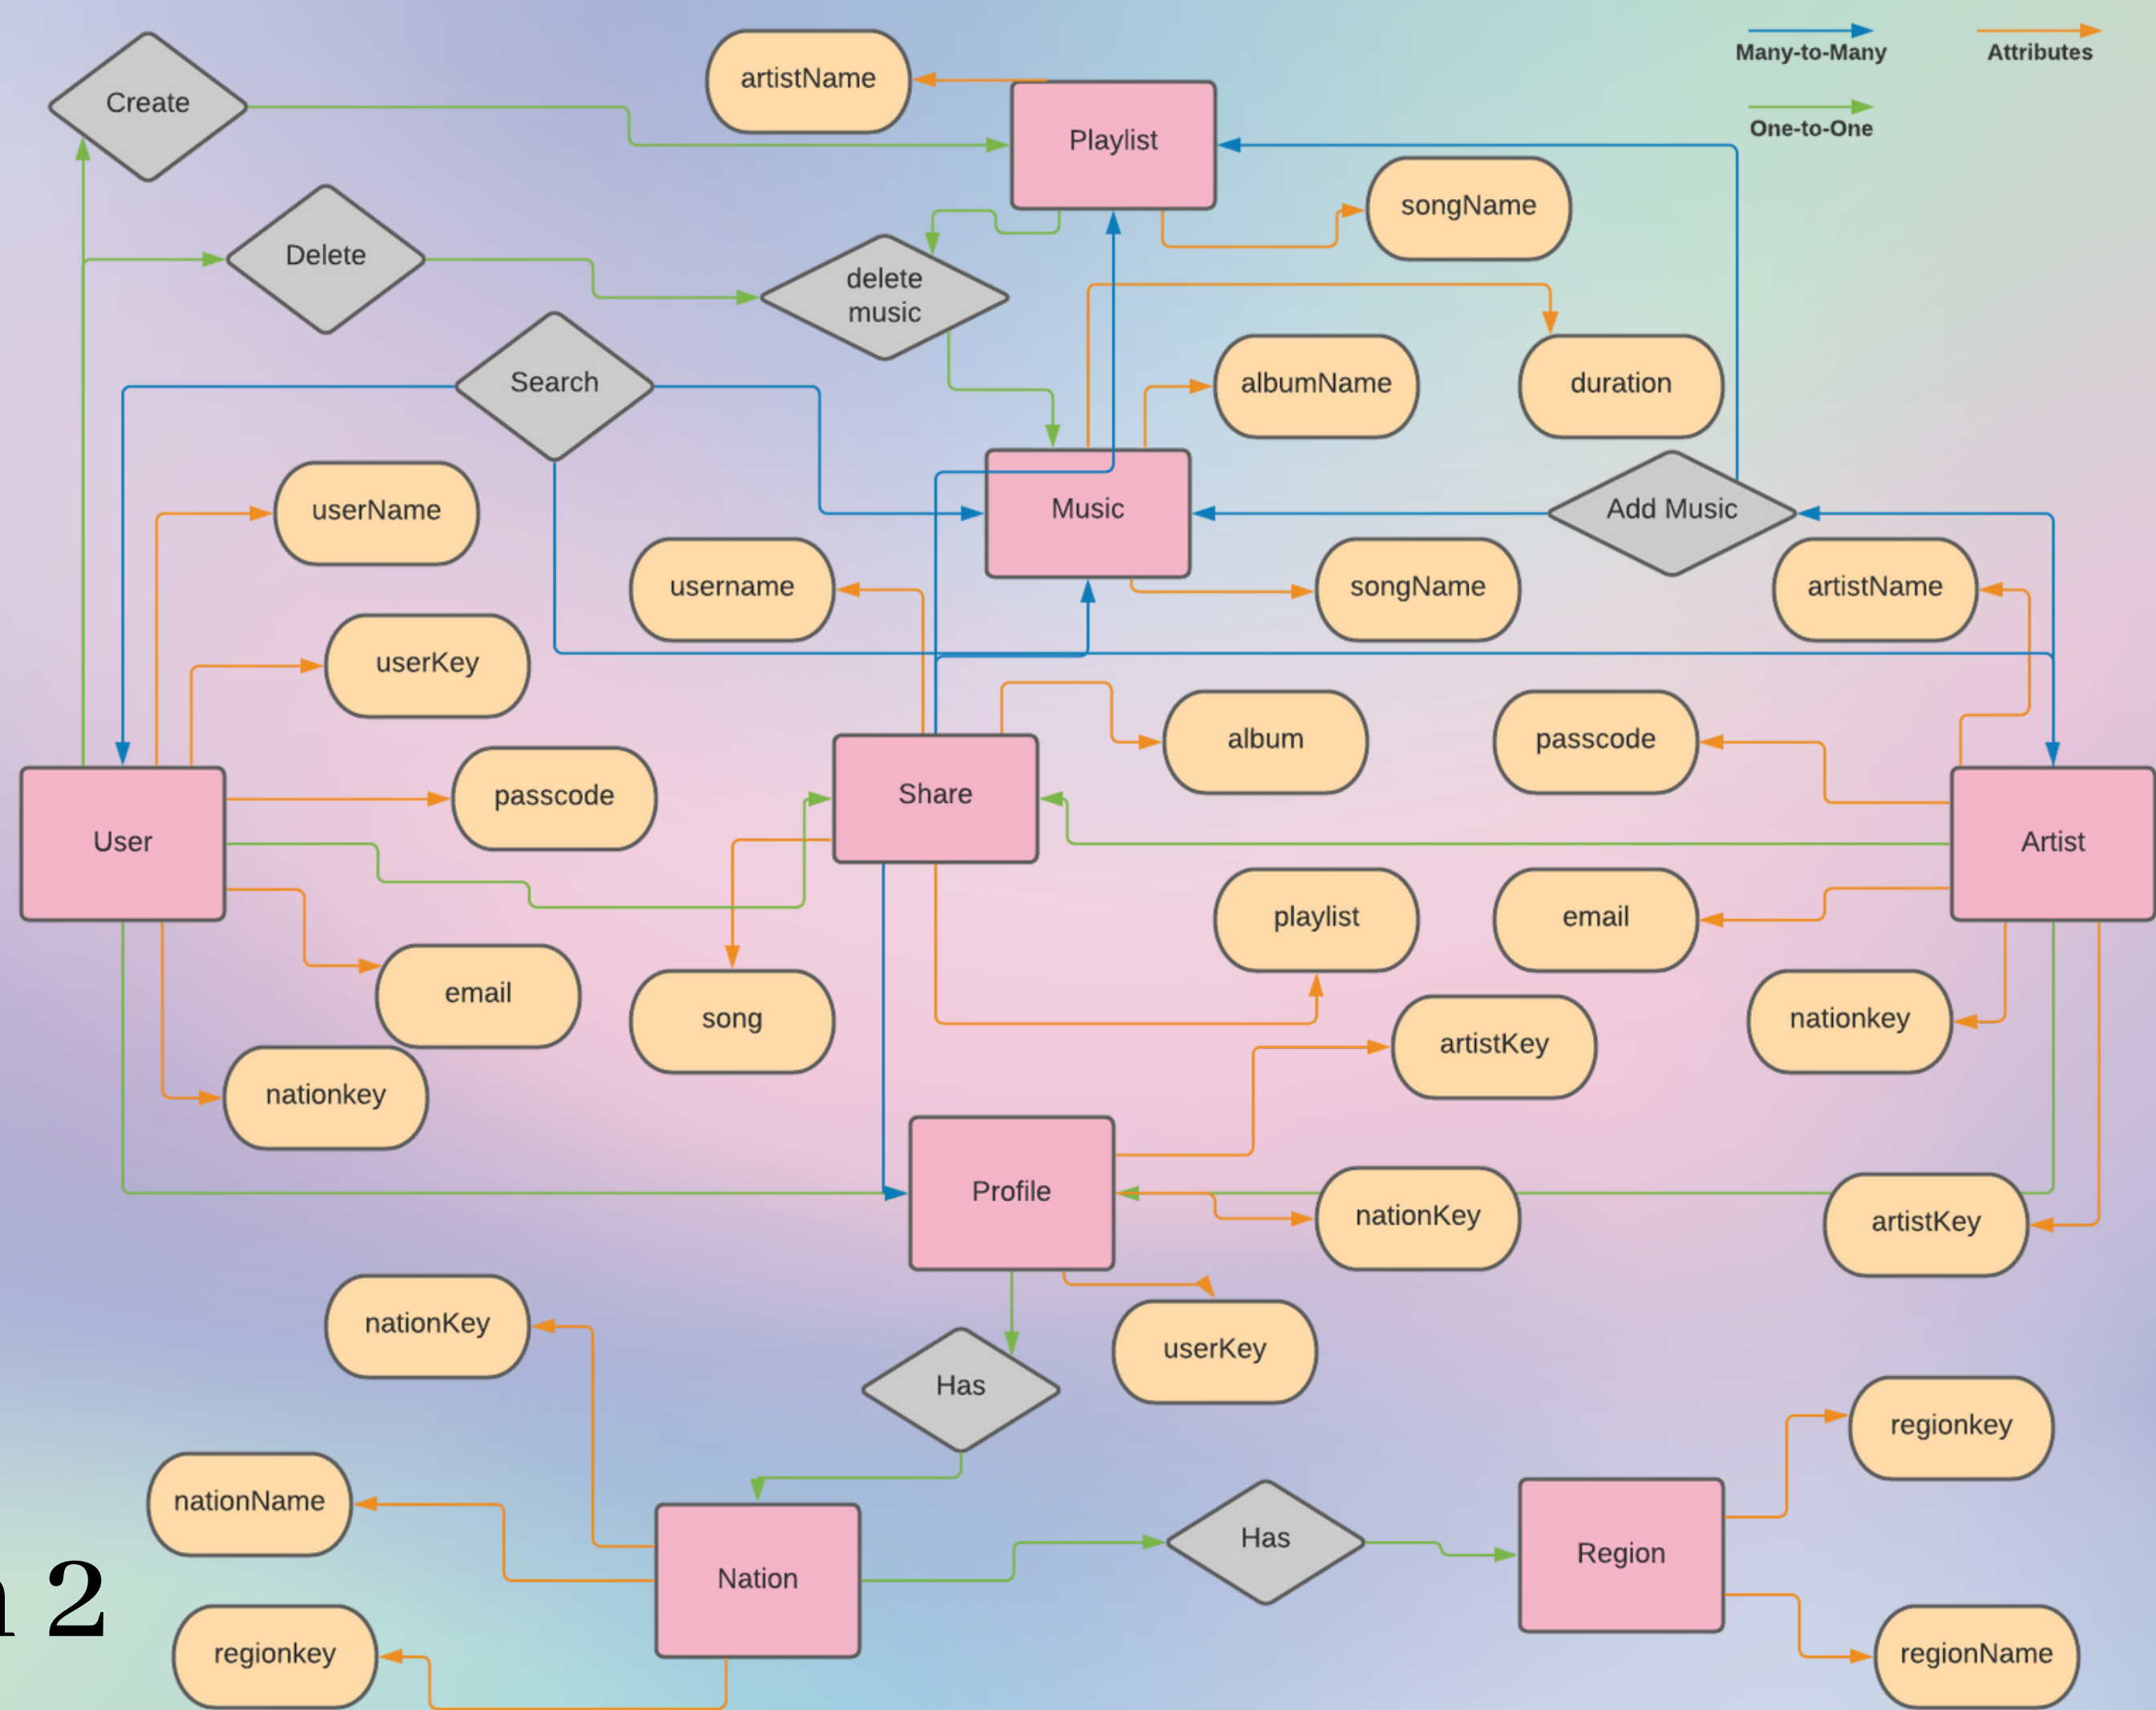 Many-to-Many
Attributes
One-to-One
Create
artistName
Playlist
songName
Delete
delete
music
Search
albumName
duration
userName
Music
Add Music
username
songName
artistName
userKey
album
passcode
passcode
Share
User
Artist
playlist
email
email
song
nationkey
artistKey
nationkey
Profile
nationKey
artistKey
nationKey
userKey
Has
regionkey
nationName
Has
Region
Nation
n 2
regionkey
regionName